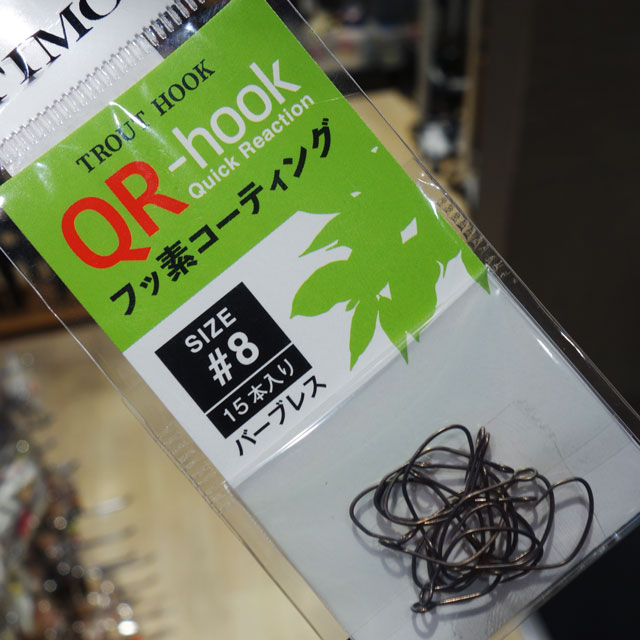 TROUT HOOK
QR-hook
Quick Reaction
フッ素コーティング
SIZE
#8
15本入り
バーブレス